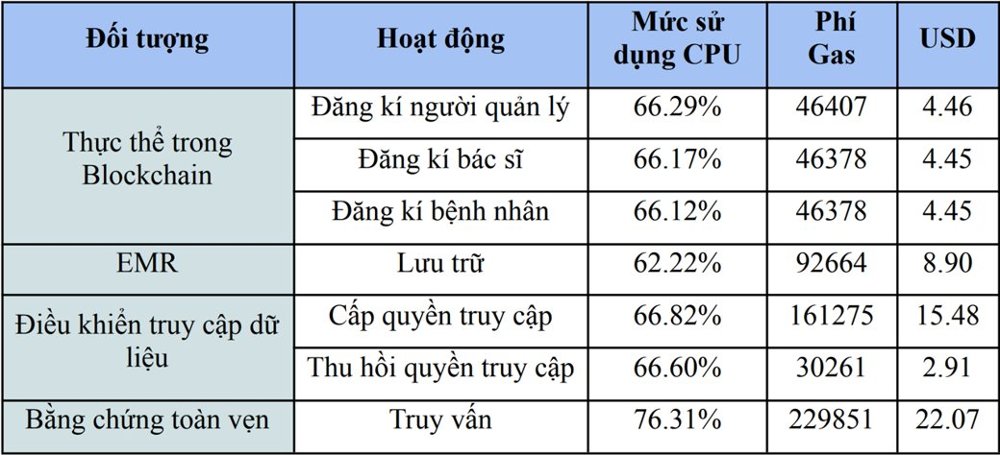 Đối tượng Hoạt động Mức sử dụng CPU Phí Gas USD
Thực thể trong Blockchain Đăng kí người quản lý 66.29% 46407 4.46
Đăng kí bác sĩ 66.17% 46378 4.45
Đăng kí bệnh nhân 66.12% 46378 4.45
EMR Lưu trữ 62.22% 92664 8.90
Điều khiển truy cập dữ liệu Cấp quyền truy cập 66.82% 161275 15.48
Thu hồi quyền truy cập 66.60% 30261 2.91
Bằng chứng toàn vẹn Truy vấn 76.31% 229851 22.07